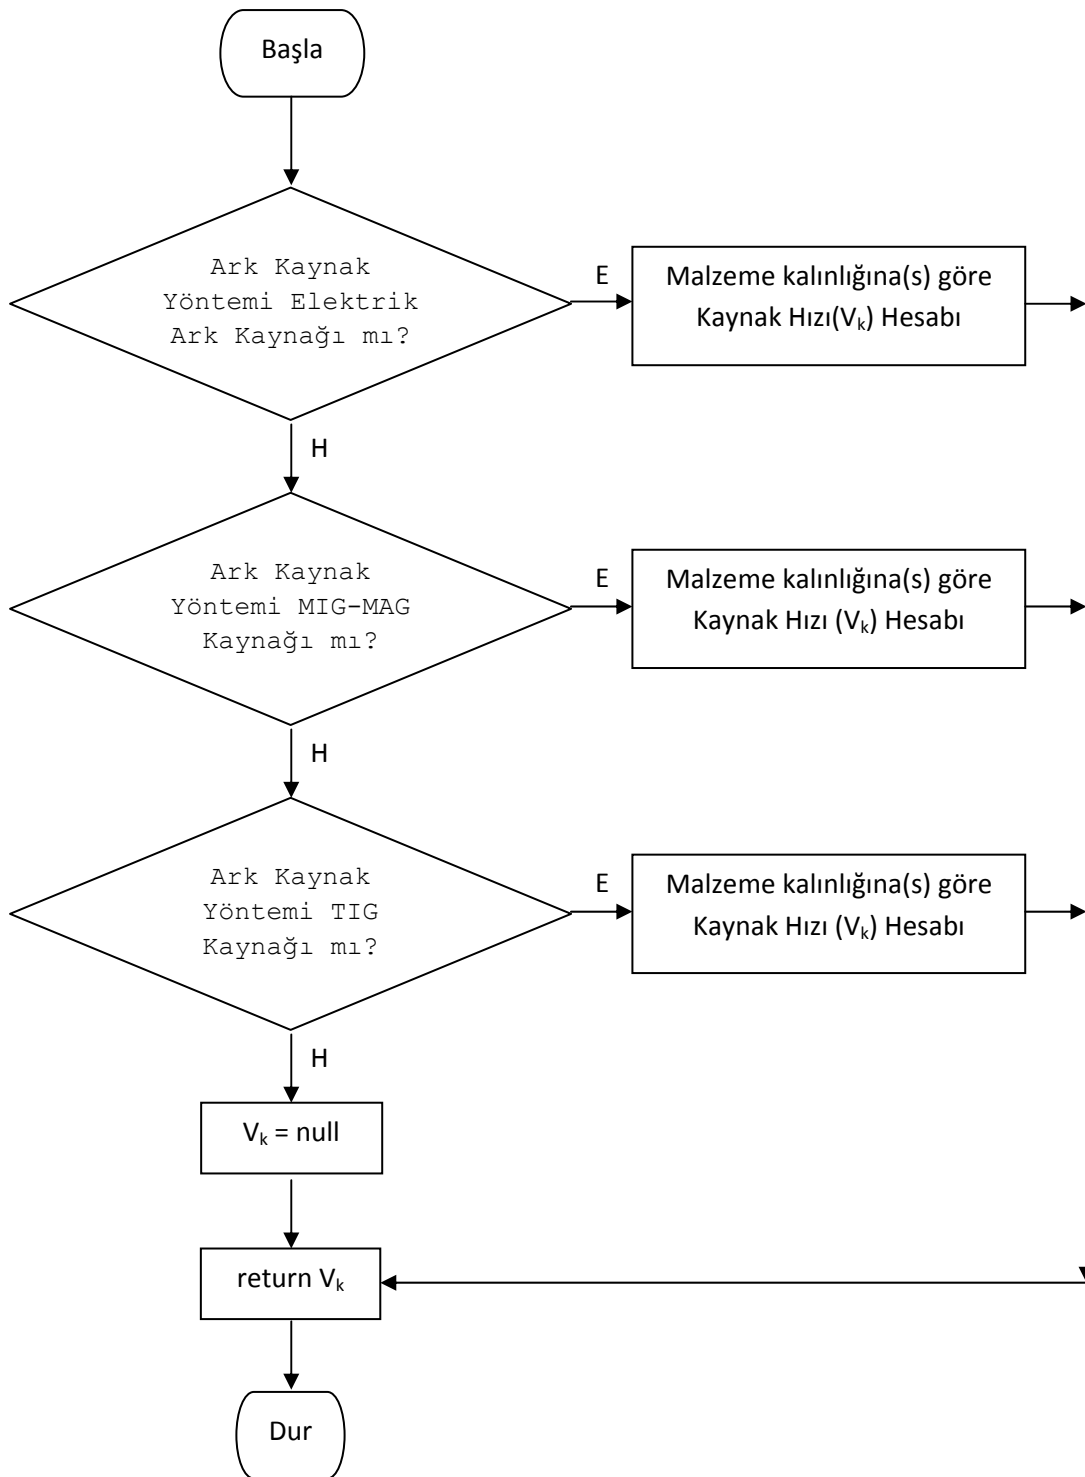 Başla
Ark Kaynak
Yöntemi Elektrik
Ark Kaynağı mı?
E
Malzeme kalınlığına(s) göre
Kaynak Hızı(Vₖ) Hesabı
H
Ark Kaynak
Yöntemi MIG-MAG
Kaynağı mı?
E
Malzeme kalınlığına(s) göre
Kaynak Hızı (Vₖ) Hesabı
H
Ark Kaynak
Yöntemi TIG
Kaynağı mı?
E
Malzeme kalınlığına(s) göre
Kaynak Hızı (Vₖ) Hesabı
H
Vₖ = null
return Vₖ
Dur